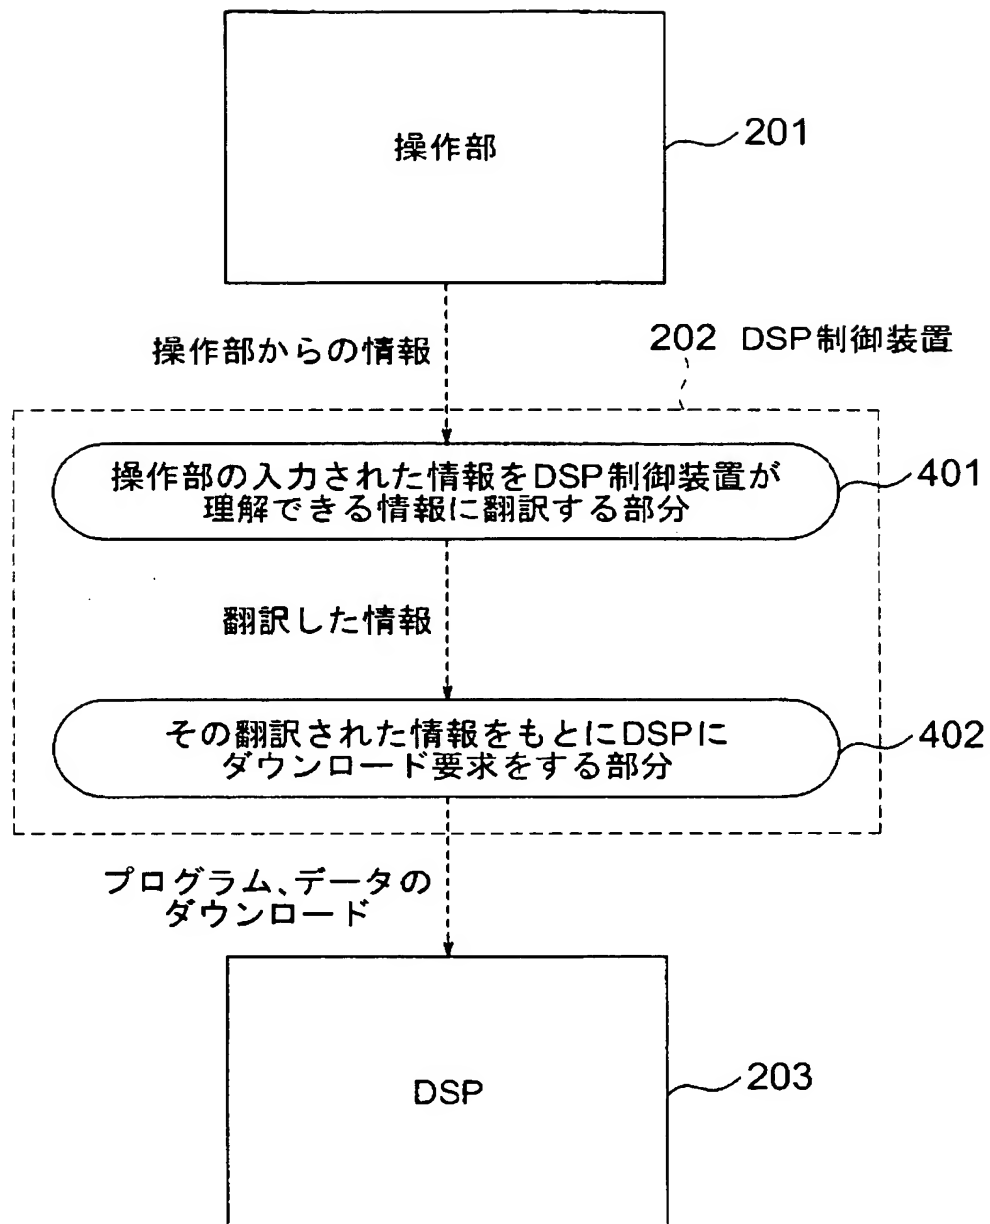 操作部
201
操作部からの情報
202 DSP制御装置
操作部の入力された情報をDSP制御装置が
理解できる情報に翻訳する部分
401
翻訳した情報
その翻訳された情報をもとにDSPに
ダウンロード要求をする部分
402
プログラム、データの
ダウンロード
DSP
203